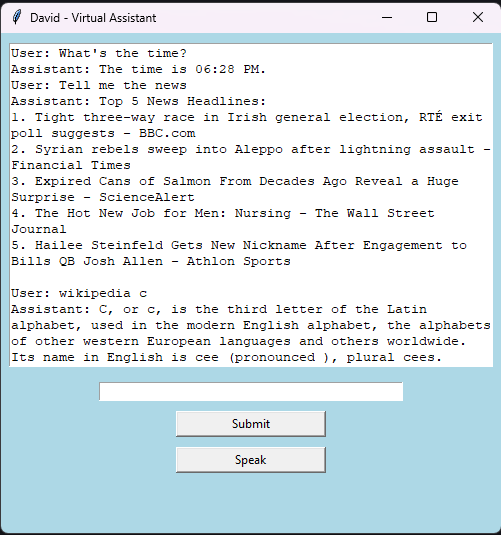 David - Virtual Assistant
User: What's the time?
Assistant: The time is 06:28 PM.
User: Tell me the news
Assistant: Top 5 News Headlines:
1. Tight three-way race in Irish general election, RTÉ exit
poll suggests - BBC.com
2. Syrian rebels sweep into Aleppo after lightning assault -
Financial Times
3. Expired Cans of Salmon From Decades Ago Reveal a Huge
Surprise - ScienceAlert
4. The Hot New Job for Men: Nursing - The Wall Street
Journal
5. Hailee Steinfeld Gets New Nickname After Engagement to
Bills QB Josh Allen - Athlon Sports
User: wikipedia c
Assistant: C, or c, is the third letter of the Latin
alphabet, used in the modern English alphabet, the alphabets
of other western European languages and others worldwide.
Its name in English is cee (pronounced ), plural cees.
Submit
Speak